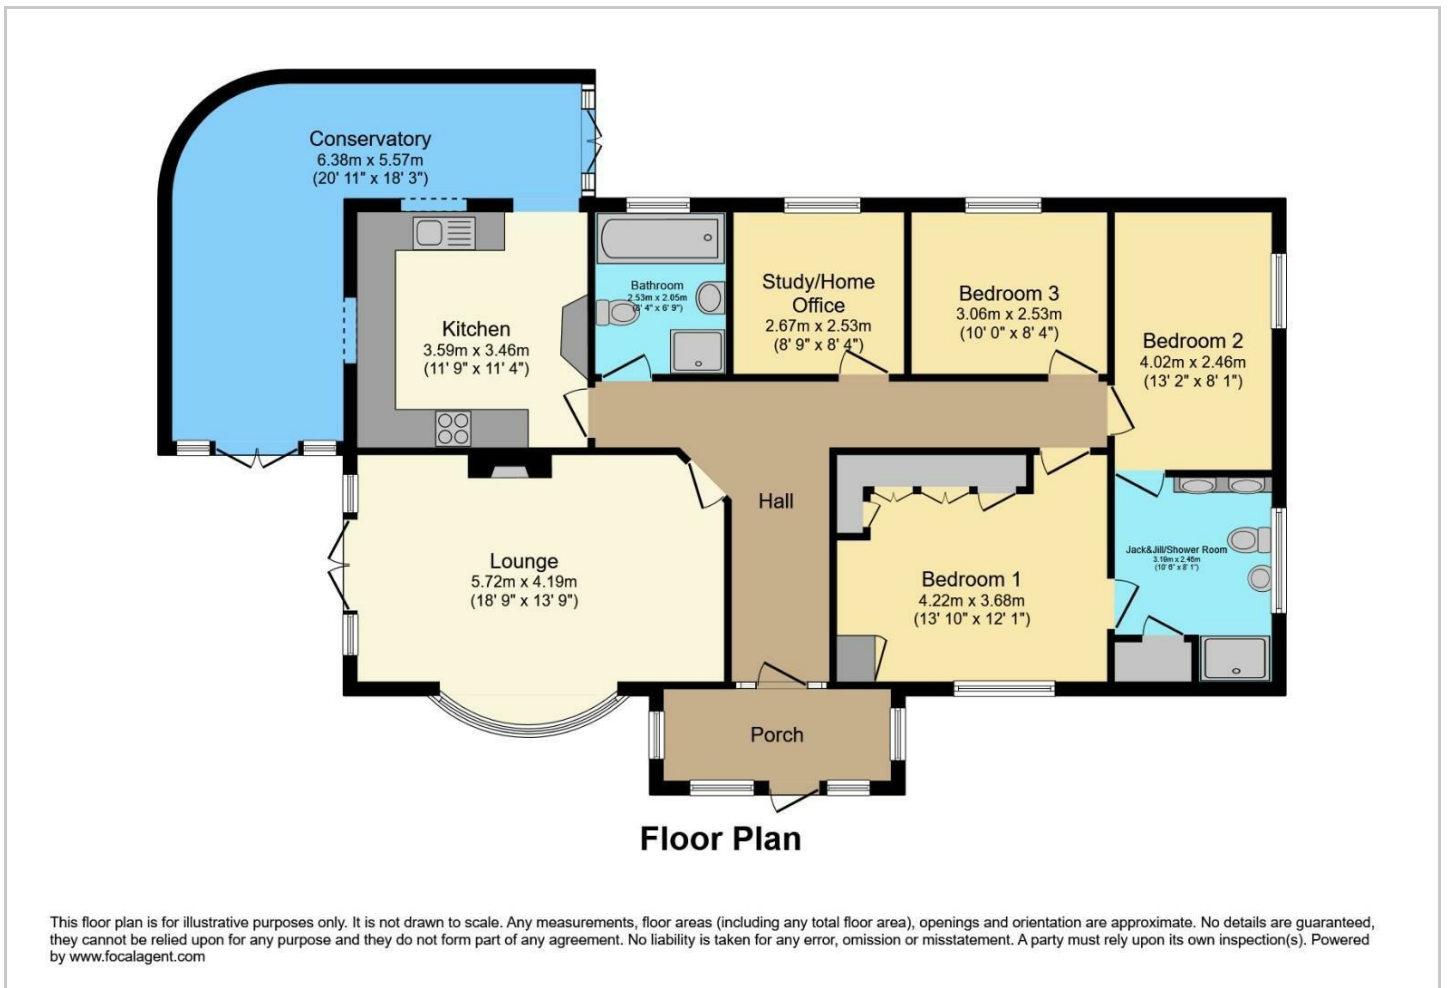 Conservatory
6.38m x 5.57m
(20' 11" x 18' 3")
Kitchen
3.59m x 3.46m
(11' 9" x 11' 4")
Bathroom
2.53m x 2.05m
(8' 4" x 6' 9")
Study/Home
Office
2.67m x 2.53m
(8' 9" x 8' 4")
Bedroom 3
3.06m x 2.53m
(10' 0" x 8' 4")
Bedroom 2
4.02m x 2.46m
(13' 2" x 8' 1")
Lounge
5.72m x 4.19m
(18' 9" x 13' 9")
Hall
Bedroom 1
4.22m x 3.68m
(13' 10" x 12' 1")
Jack&Jill/Shower Room
3.19m x 2.46m
(10' 6" x 8' 1")
Porch
Floor Plan
This floor plan is for illustrative purposes only. It is not drawn to scale. Any measurements, floor areas (including any total floor area), openings and orientation are approximate. No details are guaranteed,
they cannot be relied upon for any purpose and they do not form part of any agreement. No liability is taken for any error, omission or misstatement. A party must rely upon its own inspection(s). Powered
by www.focalagent.com